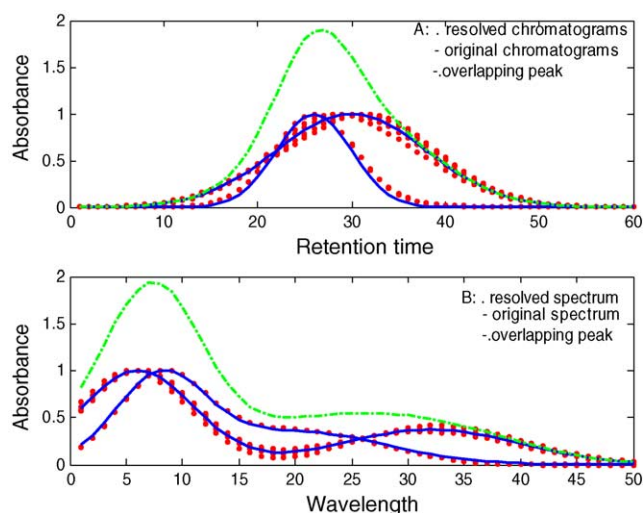 A: . resolved chromatograms
- original chromatograms
-.overlapping peak
2
1.5
1
0.5
0
Absorbance
0 10 20 30 40 50 60
Retention time
B: . resolved spectrum
- original spectrum
-.overlapping peak
2
1.5
1
0.5
0
Absorbance
0 5 10 15 20 25 30 35 40 45 50
Wavelength